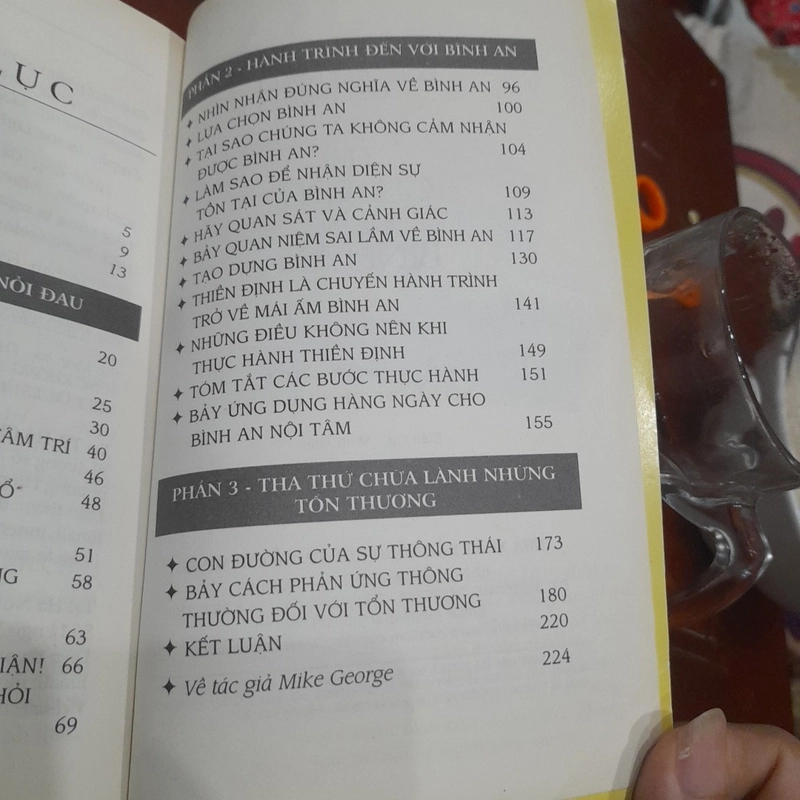 LỤC
5
9
13
NỖI ĐAU
20
25
30
TÂM TRÍ 40
46
48
51
58
63
66
69
PHẦN 2 - HÀNH TRÌNH ĐẾN VỚI BÌNH AN
✦ NHÌN NHẬN ĐÚNG NGHĨA VỀ BÌNH AN 96
✦ LỰA CHỌN BÌNH AN 100
✦ TẠI SAO CHÚNG TA KHÔNG CẢM NHẬN
ĐƯỢC BÌNH AN? 104
✦ LÀM SAO ĐỂ NHẬN DIỆN SỰ
TỒN TẠI CỦA BÌNH AN? 109
✦ HÃY QUAN SÁT VÀ CẢNH GIÁC 113
✦ BẢY QUAN NIỆM SAI LẦM VỀ BÌNH AN 117
✦ TẠO DỰNG BÌNH AN 130
✦ THIỀN ĐỊNH LÀ CHUYẾN HÀNH TRÌNH
TRỞ VỀ MÁI ẤM BÌNH AN 141
✦ NHỮNG ĐIỀU KHÔNG NÊN KHI
THỰC HÀNH THIỀN ĐỊNH 149
✦ TÓM TẮT CÁC BƯỚC THỰC HÀNH 151
✦ BẢY ỨNG DỤNG HÀNG NGÀY CHO
BÌNH AN NỘI TÂM 155
PHẦN 3 - THA THỨ CHỮA LÀNH NHỮNG
TỔN THƯƠNG
✦ CON ĐƯỜNG CỦA SỰ THÔNG THÁI 173
✦ BẢY CÁCH PHẢN ỨNG THÔNG
THƯỜNG ĐỐI VỚI TỔN THƯƠNG 180
✦ KẾT LUẬN 220
✦ Về tác giả Mike George 224